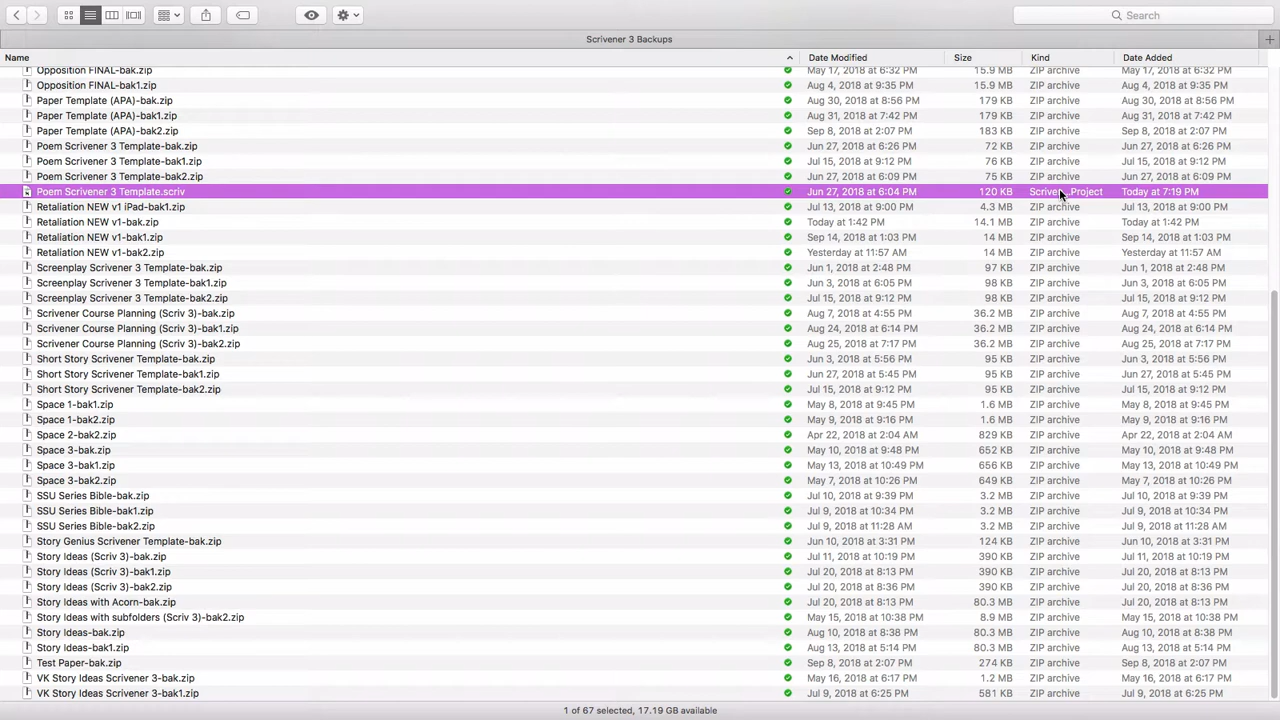 Search
Scrivener 3 Backups
Name Date Modified Size Kind Date Added
Opposition FINAL-bak.zip May 17, 2018 at 6:32 PM 15.9 MB ZIP archive May 17, 2018 at 6:32 PM
Opposition FINAL-bak1.zip Aug 4, 2018 at 9:35 PM 15.9 MB ZIP archive Aug 4, 2018 at 9:35 PM
Paper Template (APA)-bak.zip Aug 30, 2018 at 8:56 PM 179 KB ZIP archive Aug 30, 2018 at 8:56 PM
Paper Template (APA)-bak1.zip Aug 31, 2018 at 7:42 PM 179 KB ZIP archive Aug 31, 2018 at 7:42 PM
Paper Template (APA)-bak2.zip Sep 8, 2018 at 2:07 PM 183 KB ZIP archive Sep 8, 2018 at 2:07 PM
Poem Scrivener 3 Template-bak.zip Jun 27, 2018 at 6:26 PM 72 KB ZIP archive Jun 27, 2018 at 6:26 PM
Poem Scrivener 3 Template-bak1.zip Jul 15, 2018 at 9:12 PM 76 KB ZIP archive Jul 15, 2018 at 9:12 PM
Poem Scrivener 3 Template-bak2.zip Jun 27, 2018 at 6:09 PM 75 KB ZIP archive Jun 27, 2018 at 6:09 PM
Poem Scrivener 3 Template.scriv Jun 27, 2018 at 6:04 PM 120 KB Scriven...Project Today at 7:19 PM
Retaliation NEW v1 iPad-bak1.zip Jul 13, 2018 at 9:00 PM 4.3 MB ZIP archive Jul 13, 2018 at 9:00 PM
Retaliation NEW v1-bak.zip Today at 1:42 PM 14.1 MB ZIP archive Today at 1:42 PM
Retaliation NEW v1-bak1.zip Sep 14, 2018 at 1:03 PM 14 MB ZIP archive Sep 14, 2018 at 1:03 PM
Retaliation NEW v1-bak2.zip Yesterday at 11:57 AM 14 MB ZIP archive Yesterday at 11:57 AM
Screenplay Scrivener 3 Template-bak.zip Jun 1, 2018 at 2:48 PM 97 KB ZIP archive Jun 1, 2018 at 2:48 PM
Screenplay Scrivener 3 Template-bak1.zip Jun 3, 2018 at 6:05 PM 98 KB ZIP archive Jun 3, 2018 at 6:05 PM
Screenplay Scrivener 3 Template-bak2.zip Jul 15, 2018 at 9:12 PM 98 KB ZIP archive Jul 15, 2018 at 9:12 PM
Scrivener Course Planning (Scriv 3)-bak.zip Aug 7, 2018 at 4:55 PM 36.2 MB ZIP archive Aug 7, 2018 at 4:55 PM
Scrivener Course Planning (Scriv 3)-bak1.zip Aug 24, 2018 at 6:14 PM 36.2 MB ZIP archive Aug 24, 2018 at 6:14 PM
Scrivener Course Planning (Scriv 3)-bak2.zip Aug 25, 2018 at 7:17 PM 36.2 MB ZIP archive Aug 25, 2018 at 7:17 PM
Short Story Scrivener Template-bak.zip Jun 3, 2018 at 5:56 PM 95 KB ZIP archive Jun 3, 2018 at 5:56 PM
Short Story Scrivener Template-bak1.zip Jun 27, 2018 at 5:45 PM 95 KB ZIP archive Jun 27, 2018 at 5:45 PM
Short Story Scrivener Template-bak2.zip Jul 15, 2018 at 9:12 PM 95 KB ZIP archive Jul 15, 2018 at 9:12 PM
Space 1-bak1.zip May 8, 2018 at 9:45 PM 1.6 MB ZIP archive May 8, 2018 at 9:45 PM
Space 1-bak2.zip May 9, 2018 at 9:16 PM 1.6 MB ZIP archive May 9, 2018 at 9:16 PM
Space 2-bak2.zip Apr 22, 2018 at 2:04 AM 829 KB ZIP archive Apr 22, 2018 at 2:04 AM
Space 3-bak.zip May 10, 2018 at 9:48 PM 652 KB ZIP archive May 10, 2018 at 9:48 PM
Space 3-bak1.zip May 13, 2018 at 10:49 PM 656 KB ZIP archive May 13, 2018 at 10:49 PM
Space 3-bak2.zip May 7, 2018 at 10:26 PM 649 KB ZIP archive May 7, 2018 at 10:26 PM
SSU Series Bible-bak.zip Jul 10, 2018 at 9:39 PM 3.2 MB ZIP archive Jul 10, 2018 at 9:39 PM
SSU Series Bible-bak1.zip Jul 9, 2018 at 10:34 PM 3.2 MB ZIP archive Jul 9, 2018 at 10:34 PM
SSU Series Bible-bak2.zip Jul 9, 2018 at 11:28 AM 3.2 MB ZIP archive Jul 9, 2018 at 11:28 AM
Story Genius Scrivener Template-bak.zip Jun 10, 2018 at 3:31 PM 124 KB ZIP archive Jun 10, 2018 at 3:31 PM
Story Ideas (Scriv 3)-bak.zip Jul 11, 2018 at 10:19 PM 390 KB ZIP archive Jul 11, 2018 at 10:19 PM
Story Ideas (Scriv 3)-bak1.zip Jul 20, 2018 at 8:13 PM 390 KB ZIP archive Jul 20, 2018 at 8:13 PM
Story Ideas (Scriv 3)-bak2.zip Jul 20, 2018 at 8:36 PM 390 KB ZIP archive Jul 20, 2018 at 8:36 PM
Story Ideas with Acorn-bak.zip Jul 20, 2018 at 8:13 PM 80.3 MB ZIP archive Jul 20, 2018 at 8:13 PM
Story Ideas with subfolders (Scriv 3)-bak2.zip May 15, 2018 at 10:38 PM 8.9 MB ZIP archive May 15, 2018 at 10:38 PM
Story Ideas-bak.zip Aug 10, 2018 at 8:38 PM 80.3 MB ZIP archive Aug 10, 2018 at 8:38 PM
Story Ideas-bak1.zip Aug 13, 2018 at 5:14 PM 80.3 MB ZIP archive Aug 13, 2018 at 5:14 PM
Test Paper-bak.zip Sep 8, 2018 at 2:07 PM 274 KB ZIP archive Sep 8, 2018 at 2:07 PM
VK Story Ideas Scrivener 3-bak.zip May 16, 2018 at 6:17 PM 1.2 MB ZIP archive May 16, 2018 at 6:17 PM
VK Story Ideas Scrivener 3-bak1.zip Jul 9, 2018 at 6:25 PM 581 KB ZIP archive Jul 9, 2018 at 6:25 PM
1 of 67 selected, 17.19 GB available